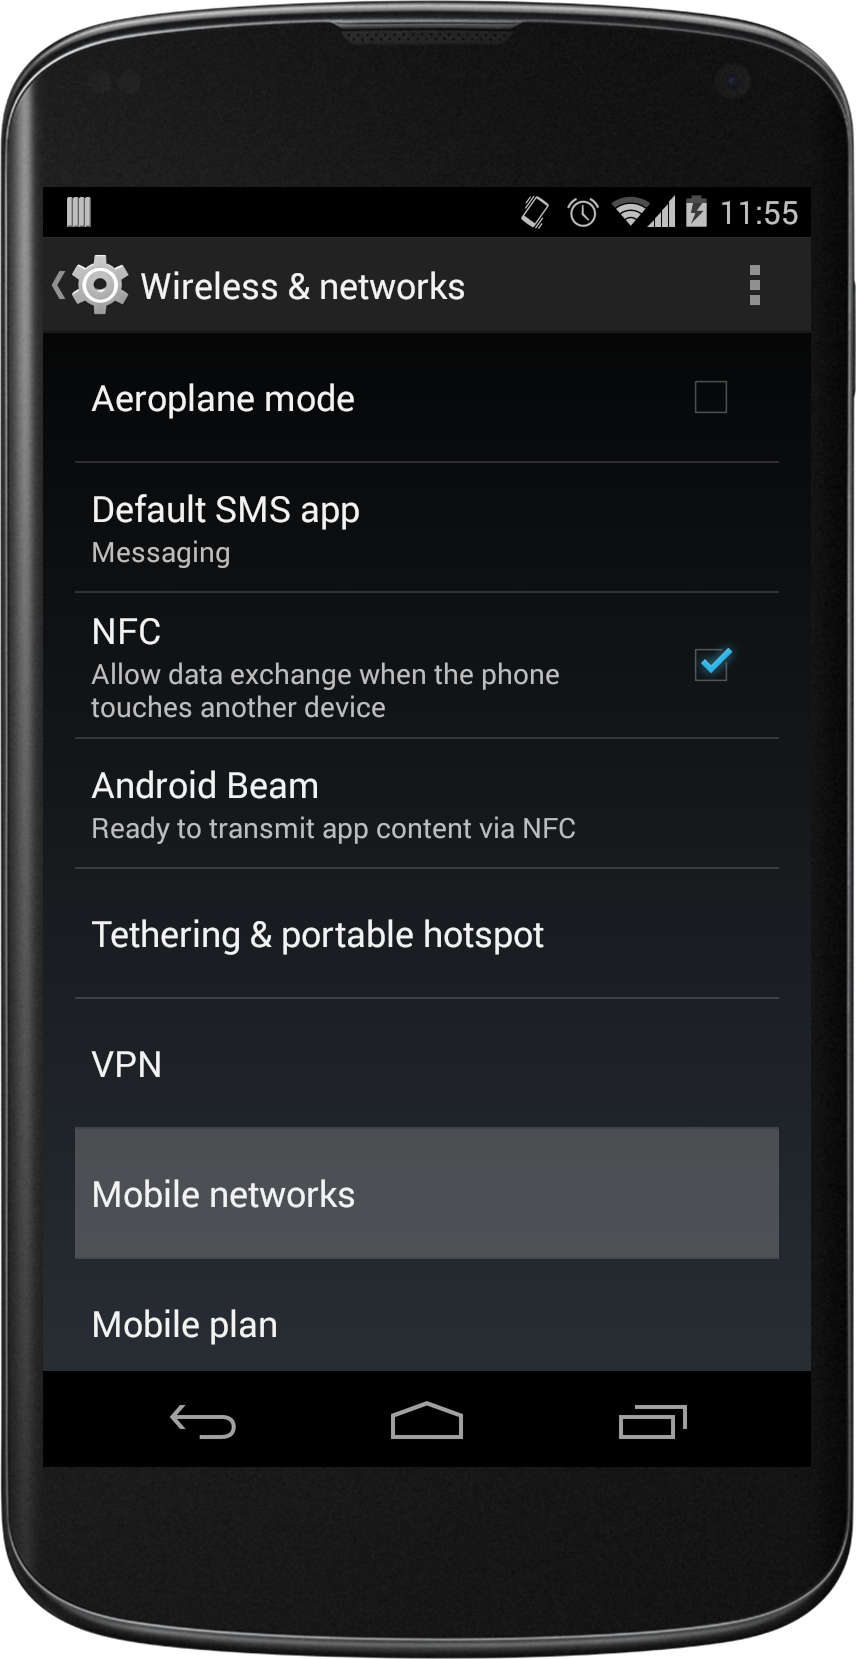 11:55
Wireless & networks
Aeroplane mode
Default SMS app
Messaging
NFC
Allow data exchange when the phone
touches another device
Android Beam
Ready to transmit app content via NFC
Tethering & portable hotspot
VPN
Mobile networks
Mobile plan